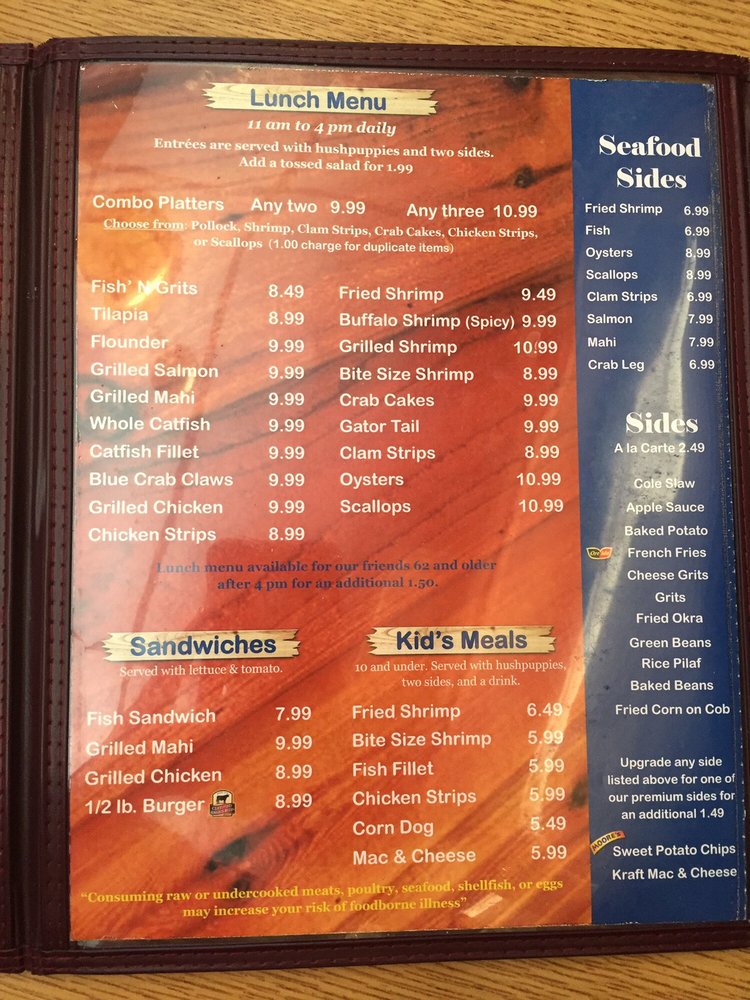 Lunch Menu
11 am to 4 pm daily
Entrées are served with hushpuppies and two sides.
Add a tossed salad for 1.99
Combo Platters Any two 9.99 Any three 10.99
Choose from: Pollock, Shrimp, Clam Strips, Crab Cakes, Chicken Strips,
or Scallops (1.00 charge for duplicate items)
Fish' N Grits 8.49
Tilapia 8.99
Flounder 9.99
Grilled Salmon 9.99
Grilled Mahi 9.99
Whole Catfish 9.99
Catfish Fillet 9.99
Blue Crab Claws 9.99
Grilled Chicken 9.99
Chicken Strips 8.99
Fried Shrimp 9.49
Buffalo Shrimp (Spicy) 9.99
Grilled Shrimp 10.99
Bite Size Shrimp 8.99
Crab Cakes 9.99
Gator Tail 9.99
Clam Strips 8.99
Oysters 10.99
Scallops 10.99
Lunch menu available for our friends 62 and older
after 4 pm for an additional 1.50.
Sandwiches
Served with lettuce & tomato.
Fish Sandwich 7.99
Grilled Mahi 9.99
Grilled Chicken 8.99
1/2 lb. Burger 8.99
Kid's Meals
10 and under. Served with hushpuppies,
two sides, and a drink.
Fried Shrimp 6.49
Bite Size Shrimp 5.99
Fish Fillet 5.99
Chicken Strips 5.99
Corn Dog 5.49
Mac & Cheese 5.99
"Consuming raw or undercooked meats, poultry, seafood, shellfish, or eggs
may increase your risk of foodborne illness"
Seafood
Sides
Fried Shrimp 6.99
Fish 6.99
Oysters 8.99
Scallops 8.99
Clam Strips 6.99
Salmon 7.99
Mahi 7.99
Crab Leg 6.99
Sides
A la Carte 2.49
Cole Slaw
Apple Sauce
Baked Potato
Ore Ida French Fries
Cheese Grits
Grits
Fried Okra
Green Beans
Rice Pilaf
Baked Beans
Fried Corn on Cob
Upgrade any side
listed above for one of
our premium sides for
an additional 1.49
MOORE'S
Sweet Potato Chips
Kraft Mac & Cheese